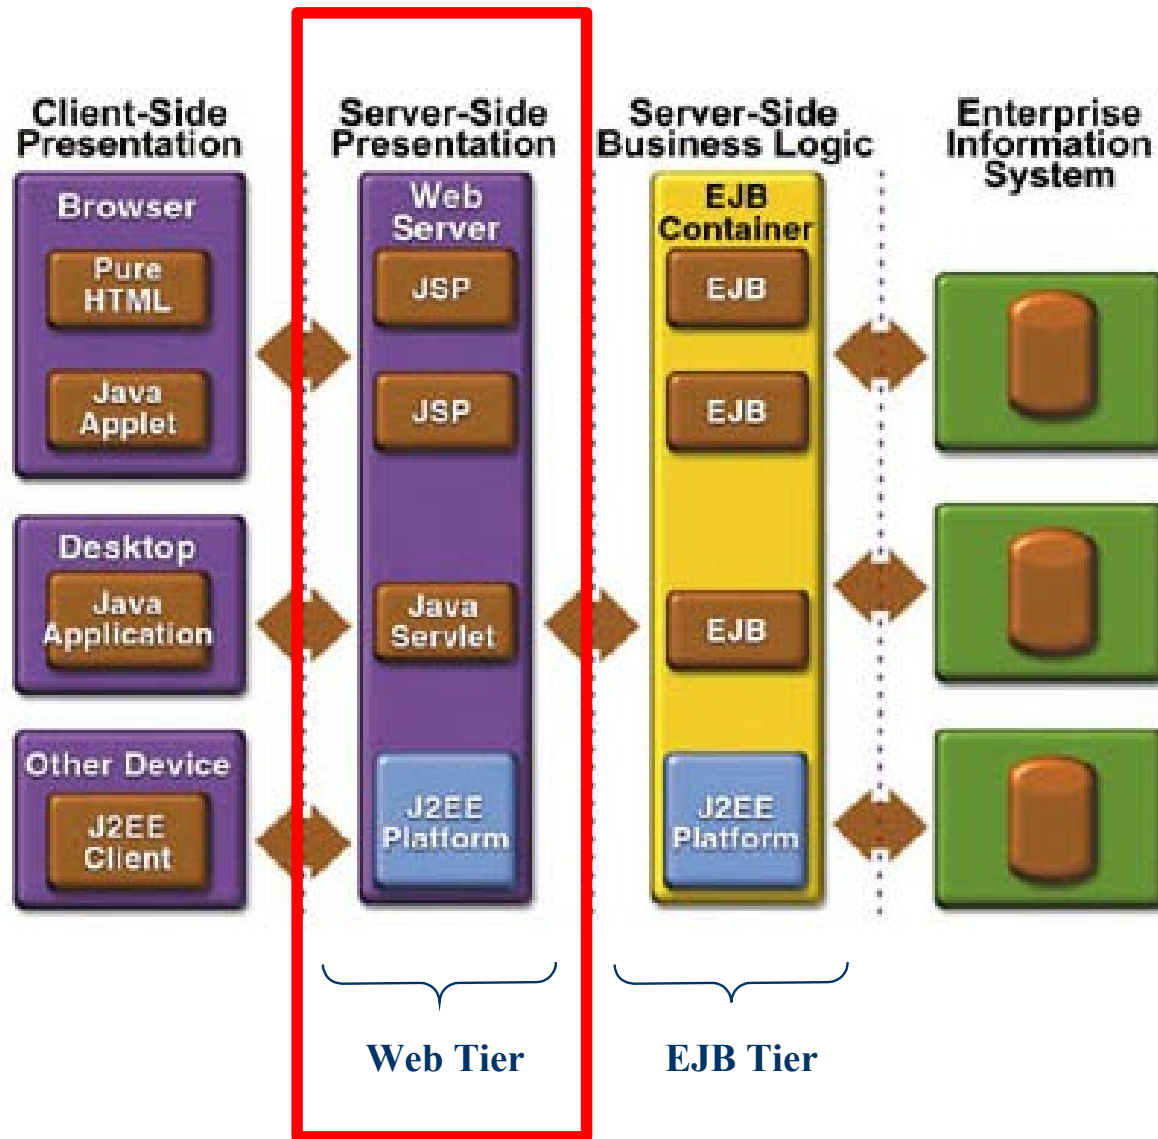 Client-Side
Presentation
Browser
Pure
HTML
Java
Applet
Desktop
Java
Application
Other Device
J2EE
Client
Server-Side
Presentation
Web
Server
JSP
JSP
Java
Servlet
J2EE
Platform
Web Tier
Server-Side
Business Logic
EJB
Container
EJB
EJB
EJB
J2EE
Platform
EJB Tier
Enterprise
Information
System